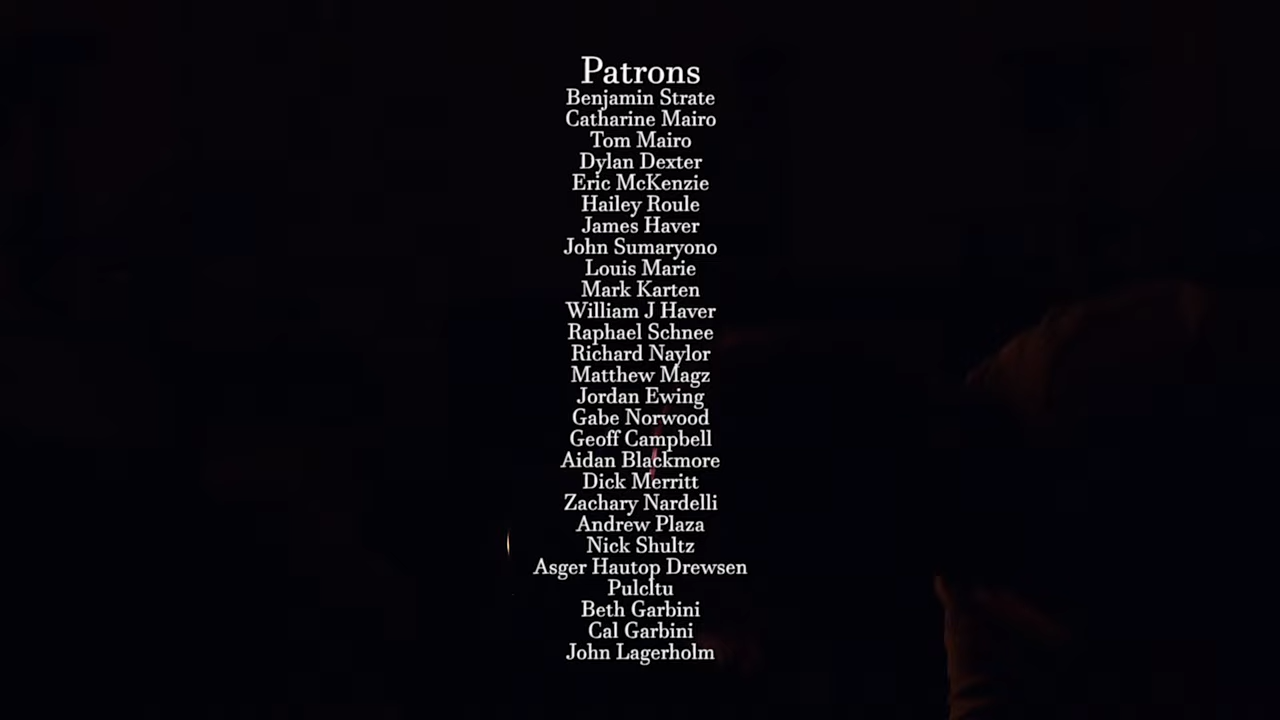 Patrons
Benjamin Strate
Catharine Mairo
Tom Mairo
Dylan Dexter
Eric McKenzie
Hailey Roule
James Haver
John Sumaryono
Louis Marie
Mark Karten
William J Haver
Raphael Schnee
Richard Naylor
Matthew Magz
Jordan Ewing
Gabe Norwood
Geoff Campbell
Aidan Blackmore
Dick Merritt
Zachary Nardelli
Andrew Plaza
Nick Shultz
Asger Hautop Drewsen
Pulcltu
Beth Garbini
Cal Garbini
John Lagerholm